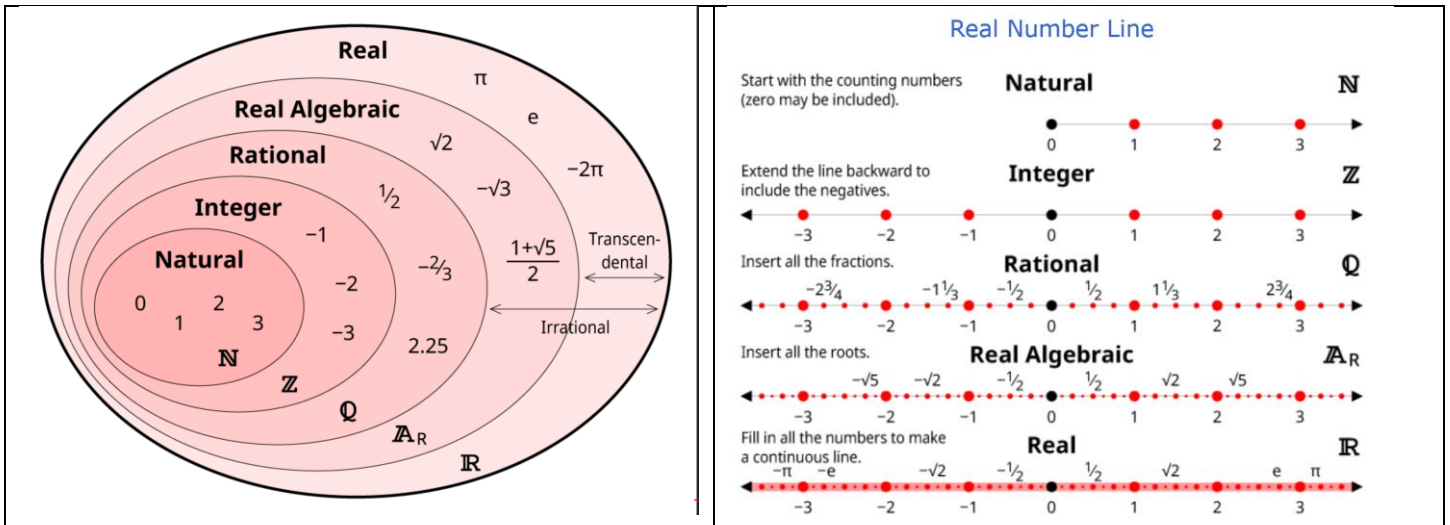 Real
π
Real Algebraic
e
√2
Rational
−2π
½
−√3
Integer
−1
1+√5
2
Transcen-
dental
Natural
−⅔
−2
0
2
1
3
−3
Irrational
2.25
ℕ
ℤ
ℚ
𝔸R
ℝ
Real Number Line
Start with the counting numbers
(zero may be included).
Natural
ℕ
0 1 2 3
Extend the line backward to
include the negatives.
Integer
ℤ
−3 −2 −1 0 1 2 3
Insert all the fractions.
Rational
ℚ
−2¾ −1⅓ −½ ½ 1⅓ 2¾
−3 −2 −1 0 1 2 3
Insert all the roots.
Real Algebraic
𝔸R
−√5 −√2 −½ ½ √2 √5
−3 −2 −1 0 1 2 3
Fill in all the numbers to make
a continuous line.
Real
ℝ
−π −e −√2 −½ ½ √2 e π
−3 −2 −1 0 1 2 3